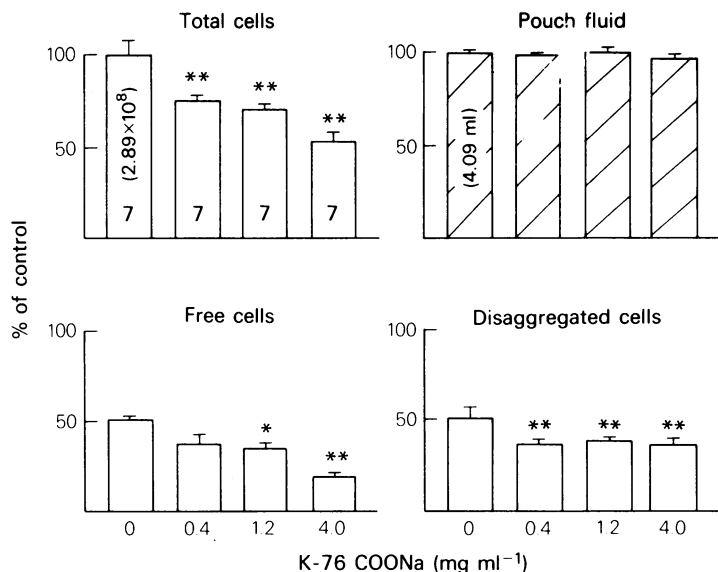 Total cells
Pouch fluid
100
50
(2.89×10⁸)
**
**
**
7
7
7
7
100
50
(4.09 ml)
% of control
Free cells
Disaggregated cells
100
50
*
**
100
50
**
**
**
0 0.4 1.2 4.0
0 0.4 1.2 4.0
K-76 COONa (mg ml⁻¹)